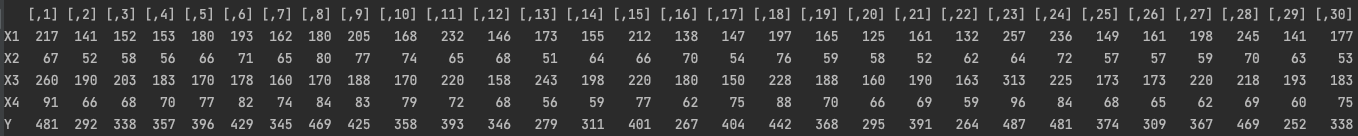 [,1] [,2] [,3] [,4] [,5] [,6] [,7] [,8] [,9] [,10] [,11] [,12] [,13] [,14] [,15] [,16] [,17] [,18] [,19] [,20] [,21] [,22] [,23] [,24] [,25] [,26] [,27] [,28] [,29] [,30]
X1 217 141 152 153 180 193 162 180 205 168 232 146 173 155 212 138 147 197 165 125 161 132 257 236 149 161 198 245 141 177
X2 67 52 58 56 66 71 65 80 77 74 65 68 51 64 66 70 54 76 59 58 52 62 64 72 57 57 59 70 63 53
X3 260 190 203 183 170 178 160 170 188 170 220 158 243 198 220 180 150 228 188 160 190 163 313 225 173 173 220 218 193 183
X4 91 66 68 70 77 82 74 84 83 79 72 68 56 59 77 62 75 88 70 66 69 59 96 84 68 65 62 69 60 75
Y 481 292 338 357 396 429 345 469 425 358 393 346 279 311 401 267 404 442 368 295 391 264 487 481 374 309 367 469 252 338